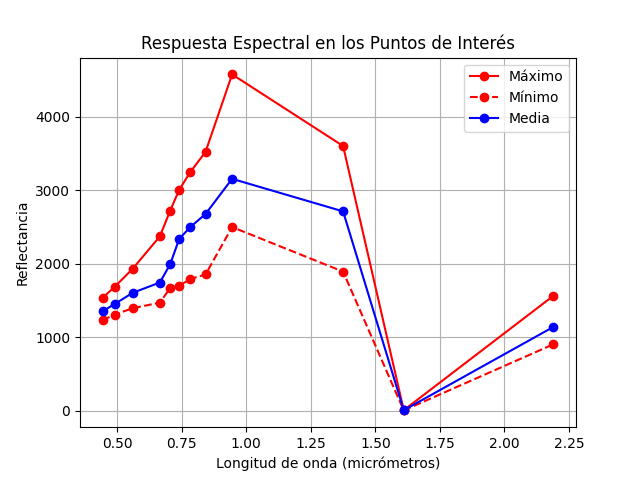 Respuesta Espectral en los Puntos de Interés
Máximo
Mínimo
Media
Reflectancia
4000
3000
2000
1000
0
0.50 0.75 1.00 1.25 1.50 1.75 2.00 2.25
Longitud de onda (micrómetros)